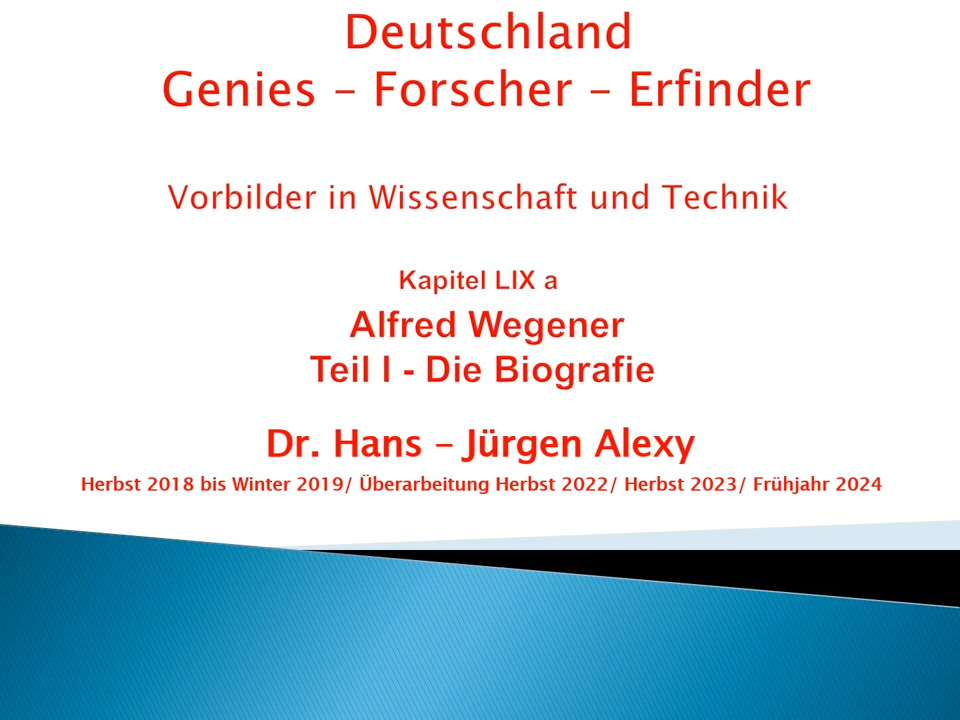 Deutschland
Genies – Forscher – Erfinder
Vorbilder in Wissenschaft und Technik
Kapitel LIX a
Alfred Wegener
Teil I - Die Biografie
Dr. Hans – Jürgen Alexy
Herbst 2018 bis Winter 2019/ Überarbeitung Herbst 2022/ Herbst 2023/ Frühjahr 2024